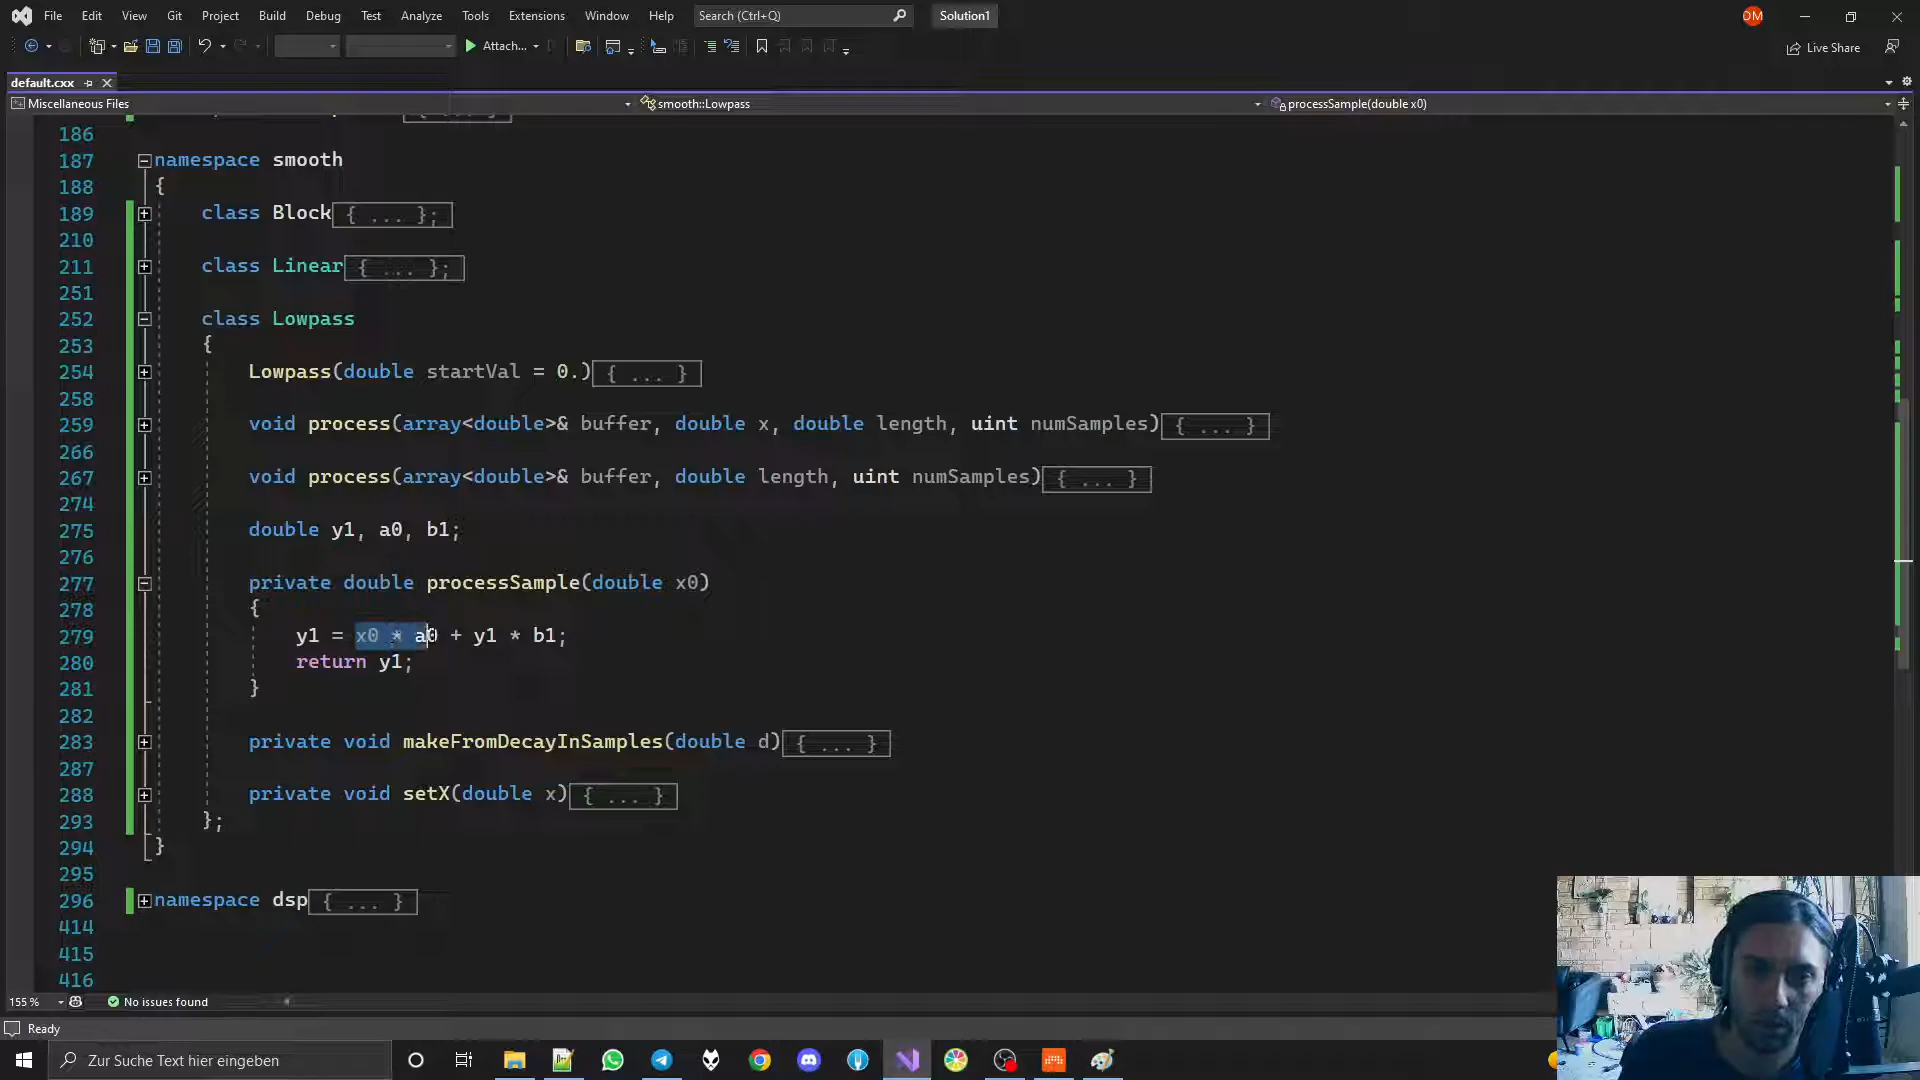 File Edit View Git Project Build Debug Test Analyze Tools Extensions Window Help Search (Ctrl+Q) Solution1 DM
Attach... Live Share
default.cxx
Miscellaneous Files smooth::Lowpass processSample(double x0)
186
187 namespace smooth
188 {
189 class Block{ ... };
210
211 class Linear{ ... };
251
252 class Lowpass
253 {
254 Lowpass(double startVal = 0.){ ... }
258
259 void process(array<double>& buffer, double x, double length, uint numSamples){ ... }
266
267 void process(array<double>& buffer, double length, uint numSamples){ ... }
274
275 double y1, a0, b1;
276
277 private double processSample(double x0)
278 {
279 y1 = x0 * a0 + y1 * b1;
280 return y1;
281 }
282
283 private void makeFromDecayInSamples(double d){ ... }
287
288 private void setX(double x){ ... }
293 };
294 }
295
296 namespace dsp{ ... }
414
415
416
155 % No issues found
Ready
Zur Suche Text hier eingeben